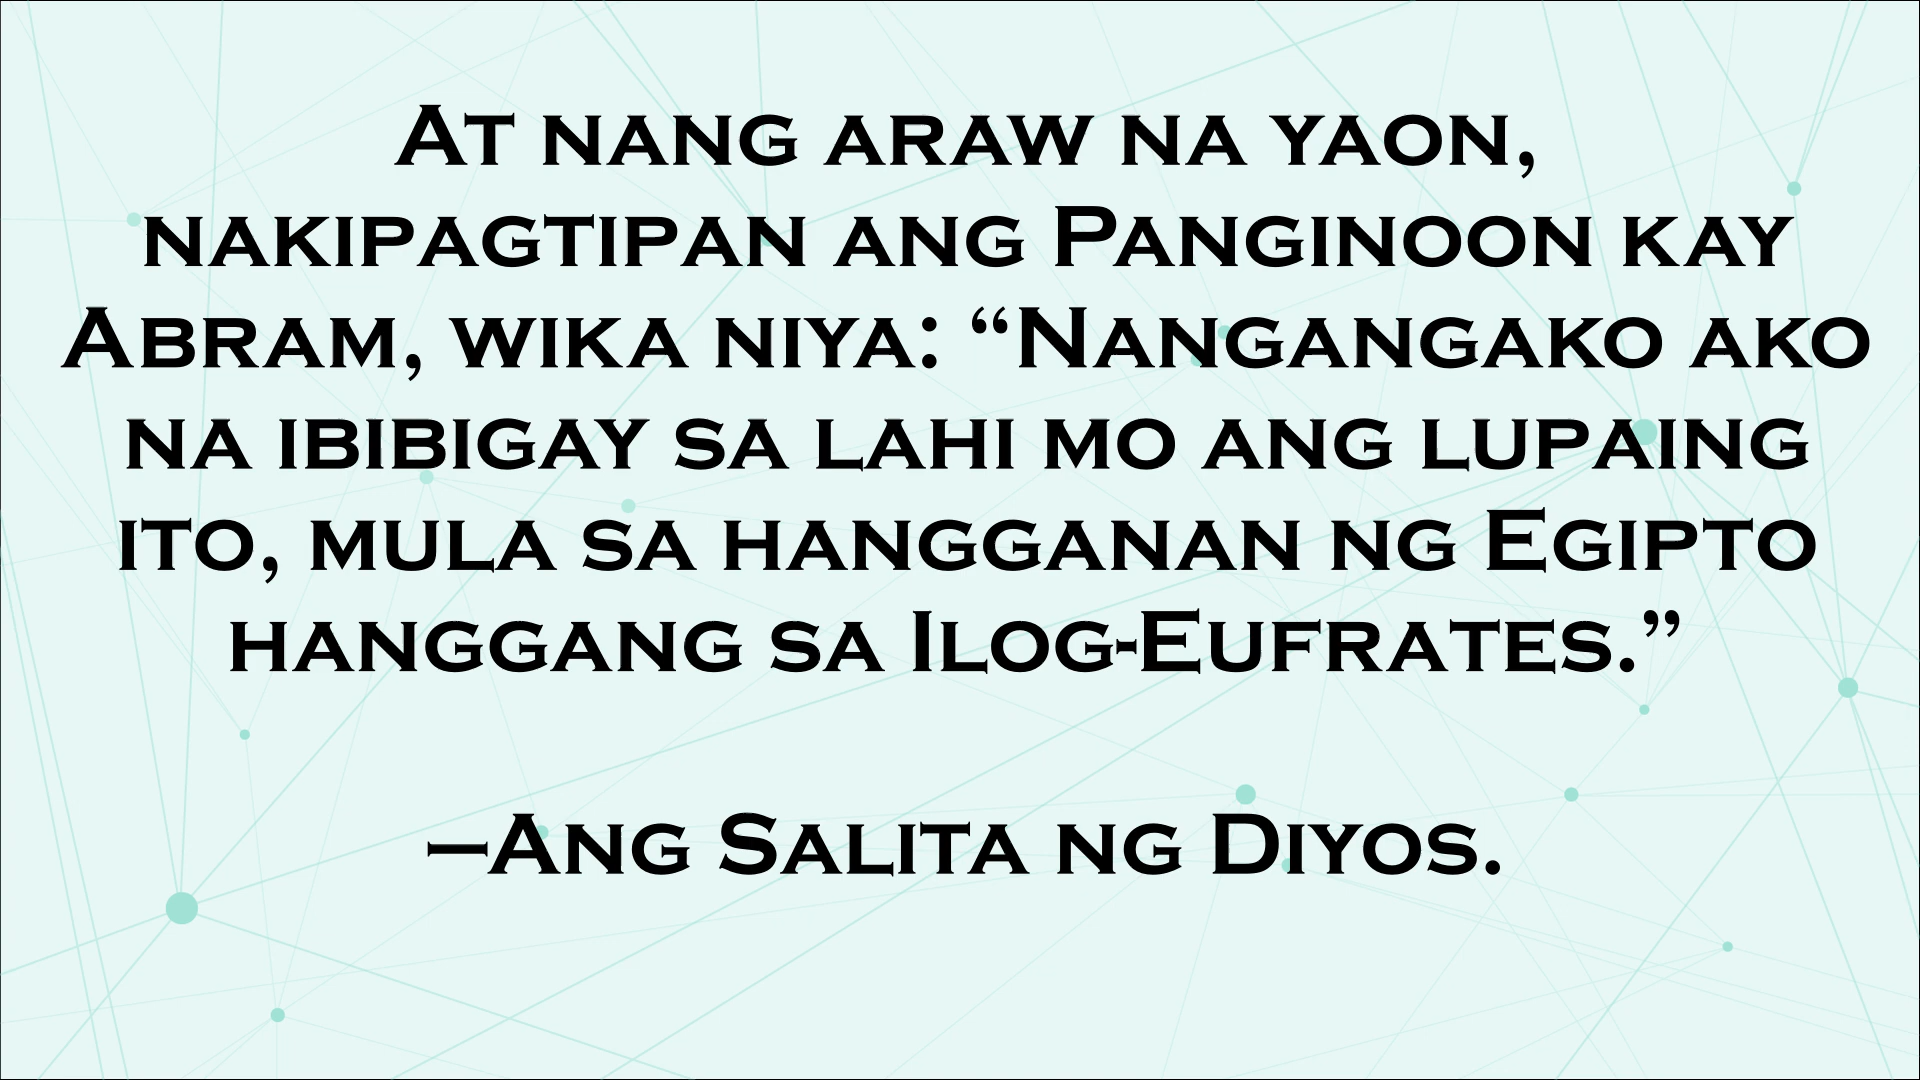 At nang araw na yaon,
nakipagtipan ang Panginoon kay
Abram, wika niya: “Nangangako ako
na ibibigay sa lahi mo ang lupaing
ito, mula sa hangganan ng Egipto
hanggang sa Ilog-Eufrates.”
—Ang Salita ng Diyos.